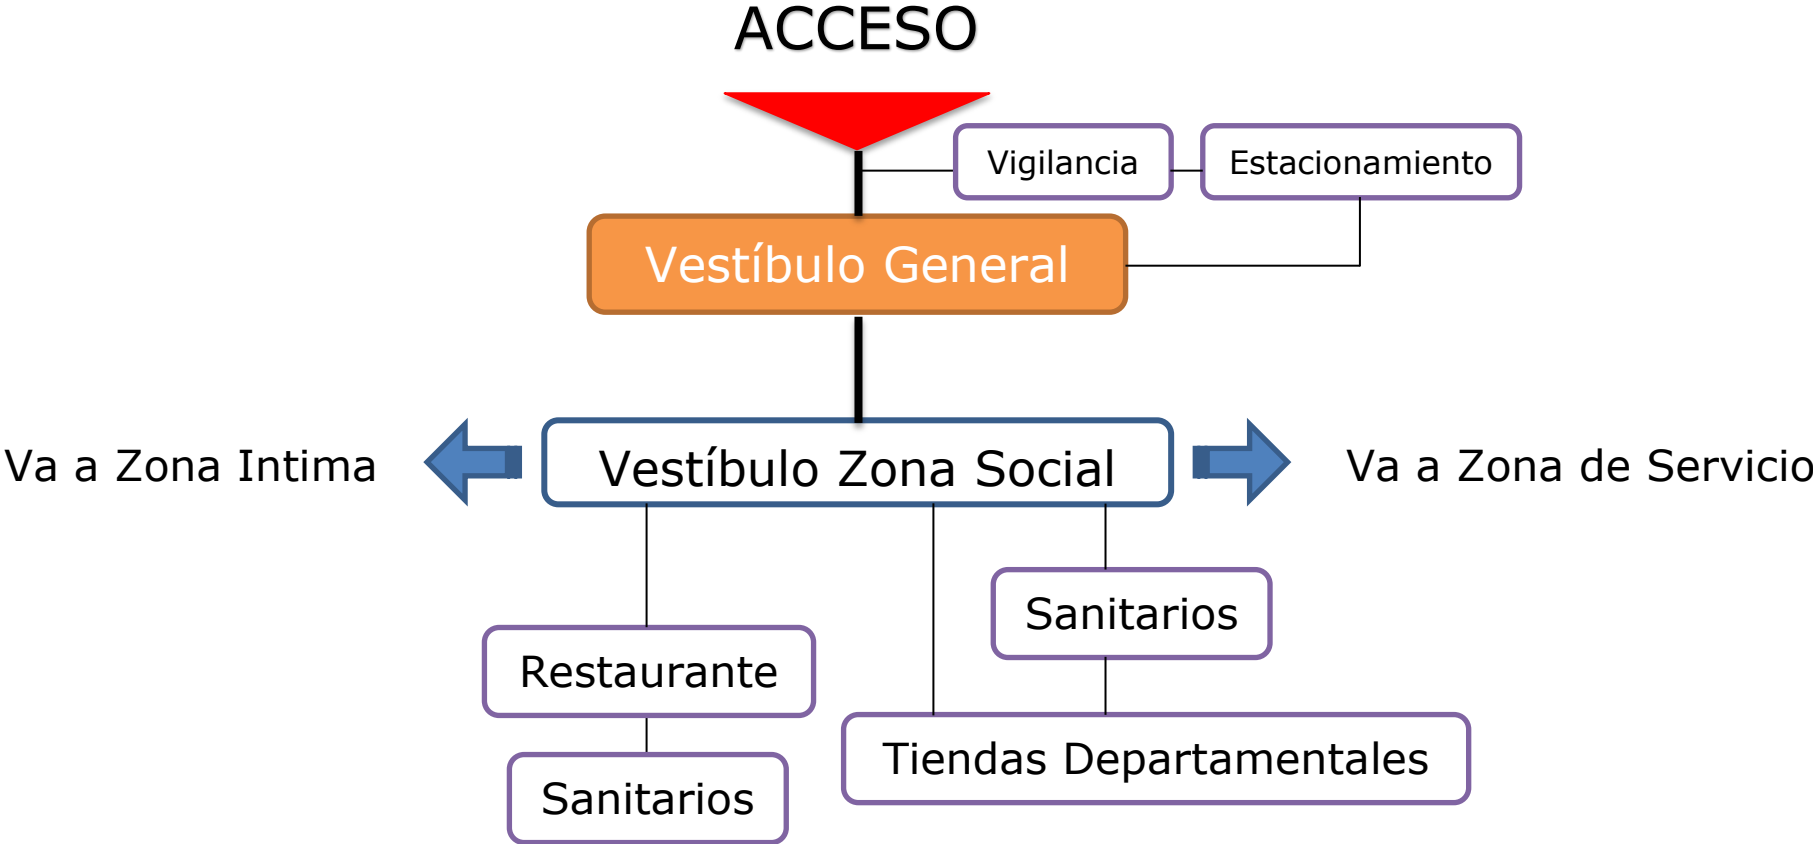 ACCESO
Vigilancia
Estacionamiento
Vestíbulo General
Va a Zona Intima
Vestíbulo Zona Social
Va a Zona de Servicio
Sanitarios
Restaurante
Tiendas Departamentales
Sanitarios